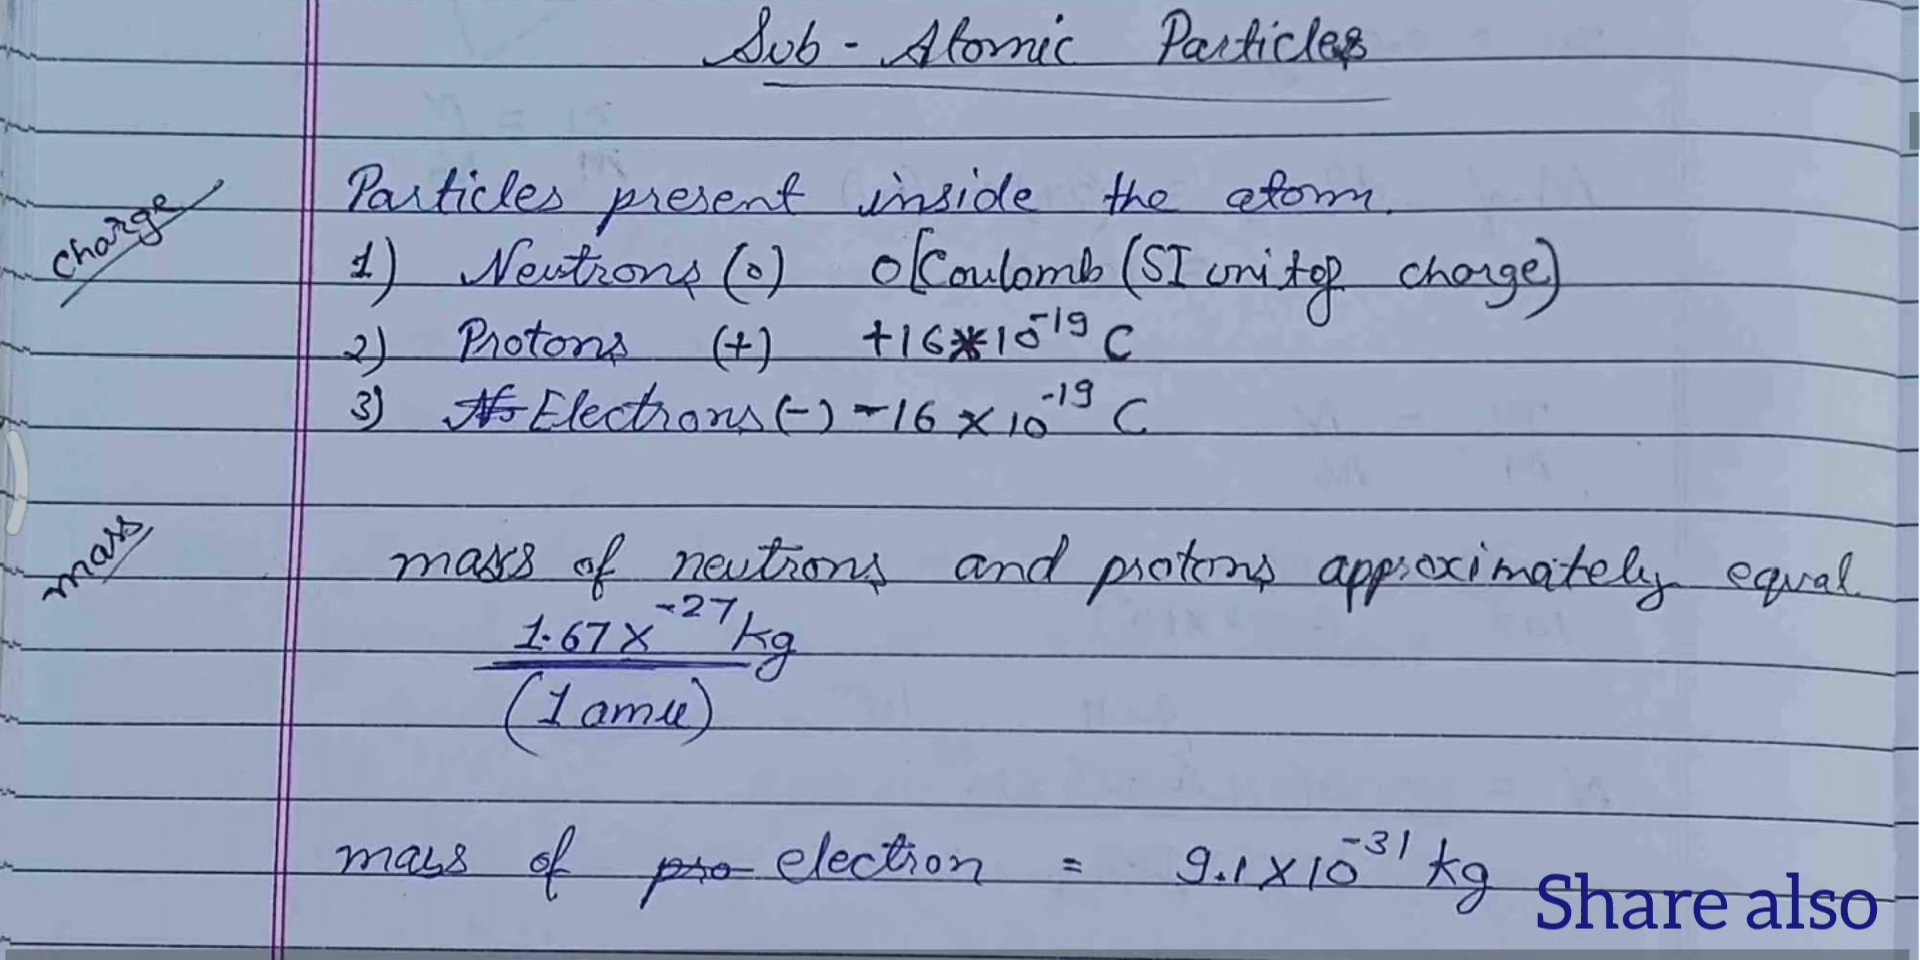 Sub - Atomic Particles
Particles present inside the atom.
charge
1) Neutrons (0) 0[Coulomb (SI unit of charge)
2) Protons (+) +16*10⁻¹⁹ C
3) Electrons (-) -16 × 10⁻¹⁹ C
mass
mass of neutrons and protons approximately equal
1.67 × ⁻²⁷ kg
(1 amu)
mass of pro electron = 9.1 × 10⁻³¹ kg
Share also